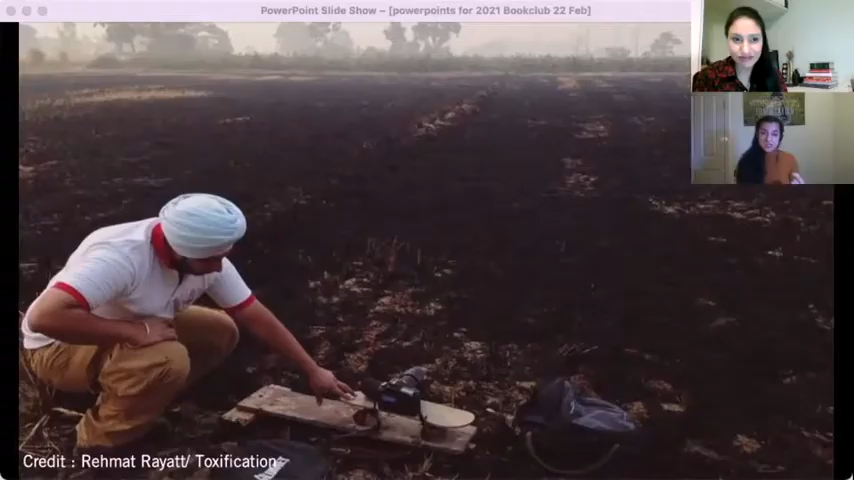 PowerPoint Slide Show – [powerpoints for 2021 Bookclub 22 Feb]
Credit : Rehmat Rayatt/ Toxification